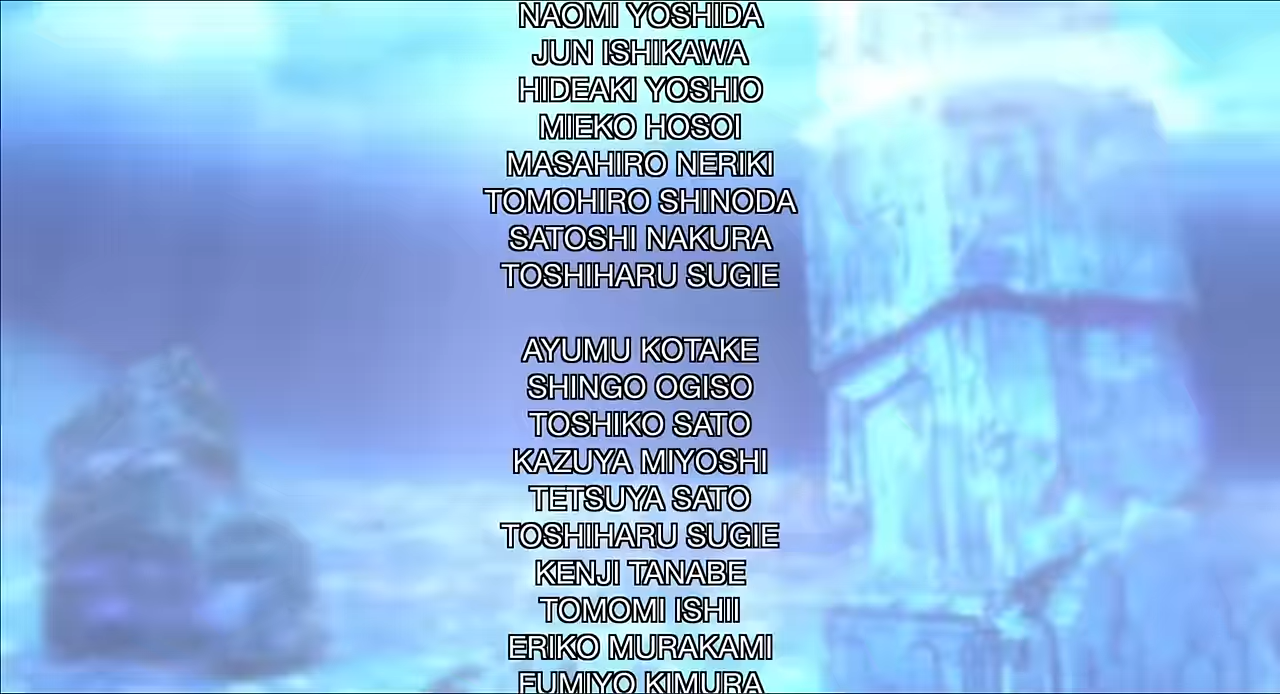 NAOMI YOSHIDA
JUN ISHIKAWA
HIDEAKI YOSHIO
MIEKO HOSOI
MASAHIRO NERIKI
TOMOHIRO SHINODA
SATOSHI NAKURA
TOSHIHARU SUGIE
AYUMU KOTAKE
SHINGO OGISO
TOSHIKO SATO
KAZUYA MIYOSHI
TETSUYA SATO
TOSHIHARU SUGIE
KENJI TANABE
TOMOMI ISHII
ERIKO MURAKAMI
FUMIYO KIMURA